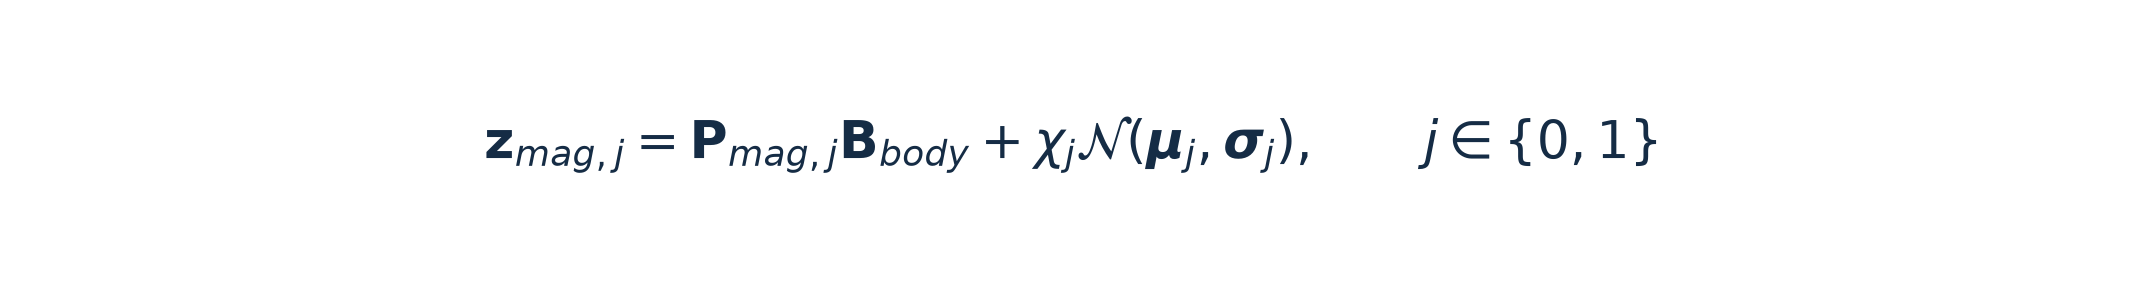 𝐳_{mag,j} = 𝐏_{mag,j}𝐁_{body} + χ_j𝒩(𝝁_j, 𝝈_j), j ∈ {0, 1}